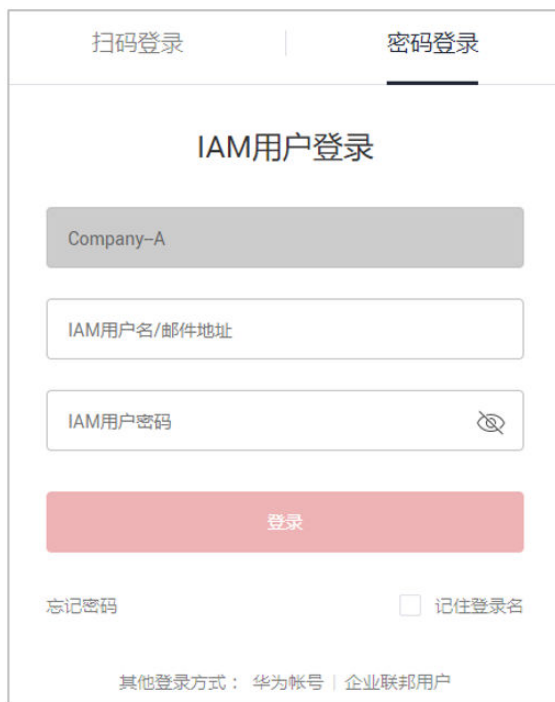 扫码登录 密码登录
IAM用户登录
Company–A
IAM用户名/邮件地址
IAM用户密码
登录
忘记密码 记住登录名
其他登录方式： 华为帐号 | 企业联邦用户